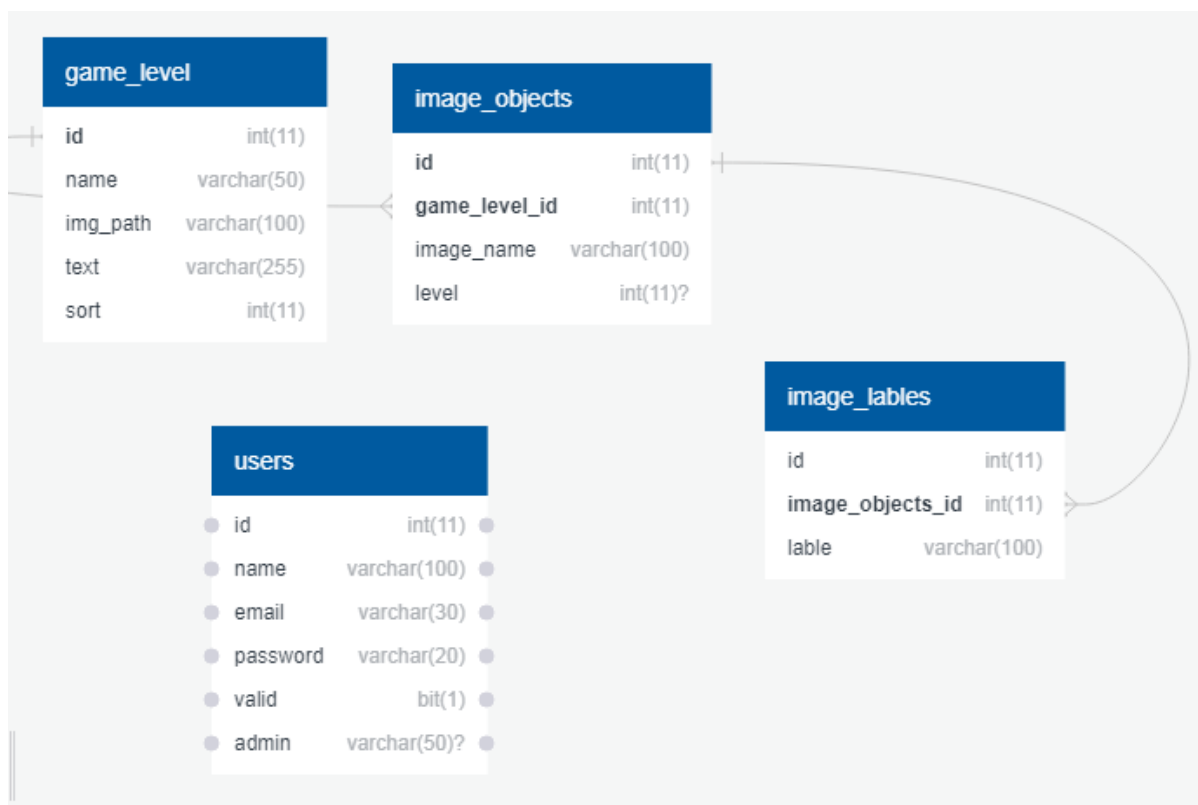 game_level
id int(11)
name varchar(50)
img_path varchar(100)
text varchar(255)
sort int(11)
image_objects
id int(11)
game_level_id int(11)
image_name varchar(100)
level int(11)?
image_lables
id int(11)
image_objects_id int(11)
lable varchar(100)
users
id int(11)
name varchar(100)
email varchar(30)
password varchar(20)
valid bit(1)
admin varchar(50)?